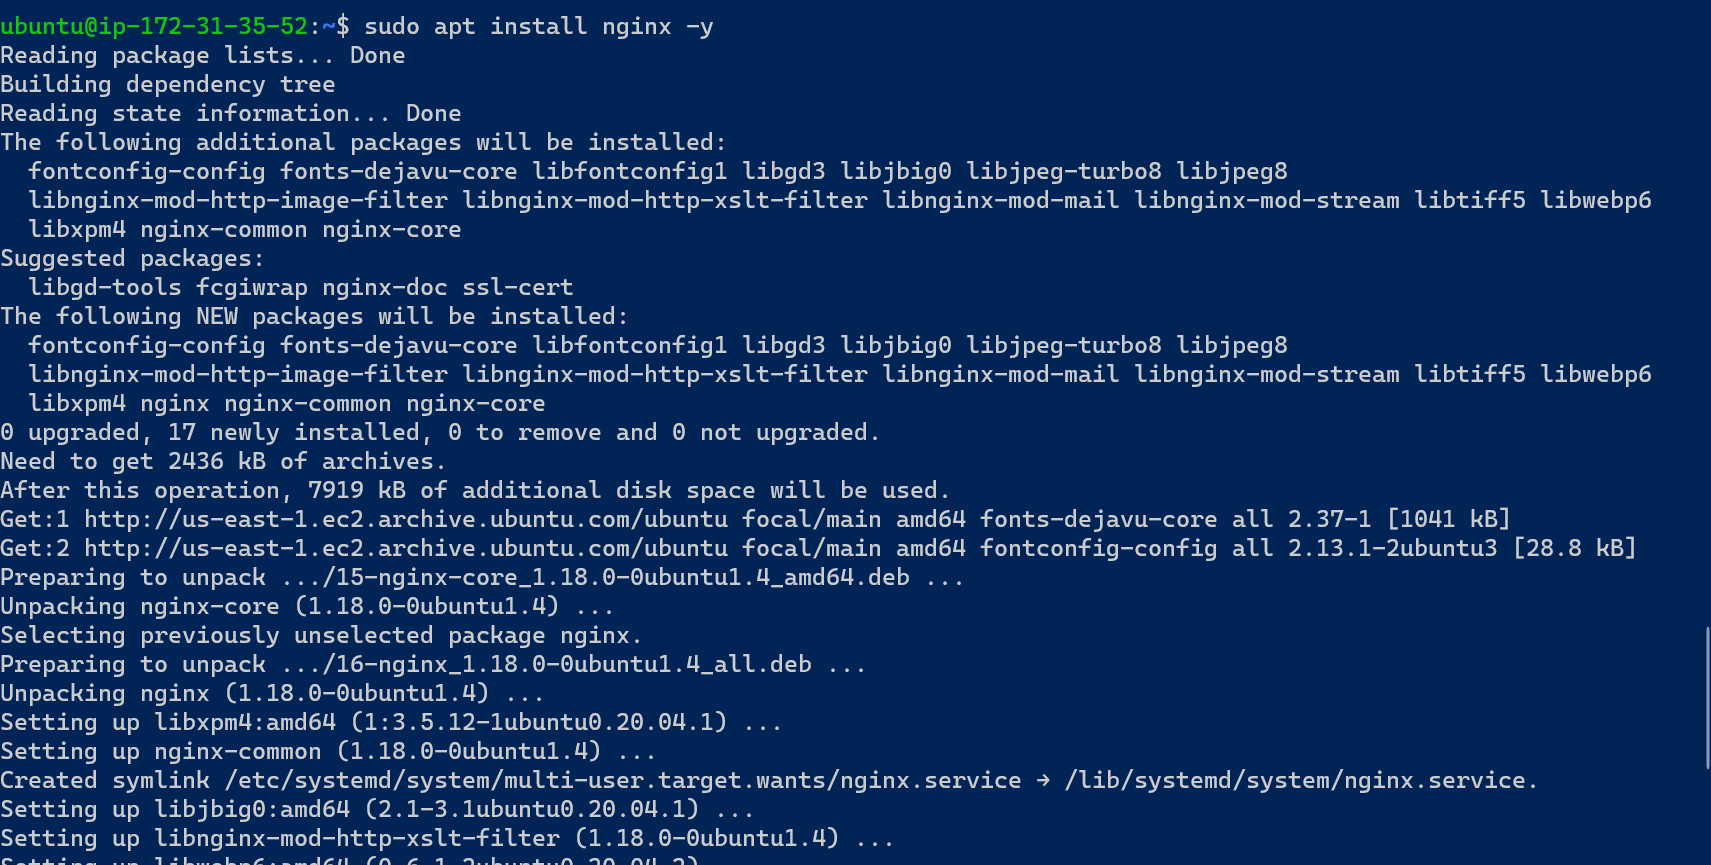 ubuntu@ip-172-31-35-52:~$ sudo apt install nginx -y
Reading package lists... Done
Building dependency tree
Reading state information... Done
The following additional packages will be installed:
  fontconfig-config fonts-dejavu-core libfontconfig1 libgd3 libjbig0 libjpeg-turbo8 libjpeg8
  libnginx-mod-http-image-filter libnginx-mod-http-xslt-filter libnginx-mod-mail libnginx-mod-stream libtiff5 libwebp6
  libxpm4 nginx-common nginx-core
Suggested packages:
  libgd-tools fcgiwrap nginx-doc ssl-cert
The following NEW packages will be installed:
  fontconfig-config fonts-dejavu-core libfontconfig1 libgd3 libjbig0 libjpeg-turbo8 libjpeg8
  libnginx-mod-http-image-filter libnginx-mod-http-xslt-filter libnginx-mod-mail libnginx-mod-stream libtiff5 libwebp6
  libxpm4 nginx nginx-common nginx-core
0 upgraded, 17 newly installed, 0 to remove and 0 not upgraded.
Need to get 2436 kB of archives.
After this operation, 7919 kB of additional disk space will be used.
Get:1 http://us-east-1.ec2.archive.ubuntu.com/ubuntu focal/main amd64 fonts-dejavu-core all 2.37-1 [1041 kB]
Get:2 http://us-east-1.ec2.archive.ubuntu.com/ubuntu focal/main amd64 fontconfig-config all 2.13.1-2ubuntu3 [28.8 kB]
Preparing to unpack .../15-nginx-core_1.18.0-0ubuntu1.4_amd64.deb ...
Unpacking nginx-core (1.18.0-0ubuntu1.4) ...
Selecting previously unselected package nginx.
Preparing to unpack .../16-nginx_1.18.0-0ubuntu1.4_all.deb ...
Unpacking nginx (1.18.0-0ubuntu1.4) ...
Setting up libxpm4:amd64 (1:3.5.12-1ubuntu0.20.04.1) ...
Setting up nginx-common (1.18.0-0ubuntu1.4) ...
Created symlink /etc/systemd/system/multi-user.target.wants/nginx.service → /lib/systemd/system/nginx.service.
Setting up libjbig0:amd64 (2.1-3.1ubuntu0.20.04.1) ...
Setting up libnginx-mod-http-xslt-filter (1.18.0-0ubuntu1.4) ...
Setting up libwebp6:amd64